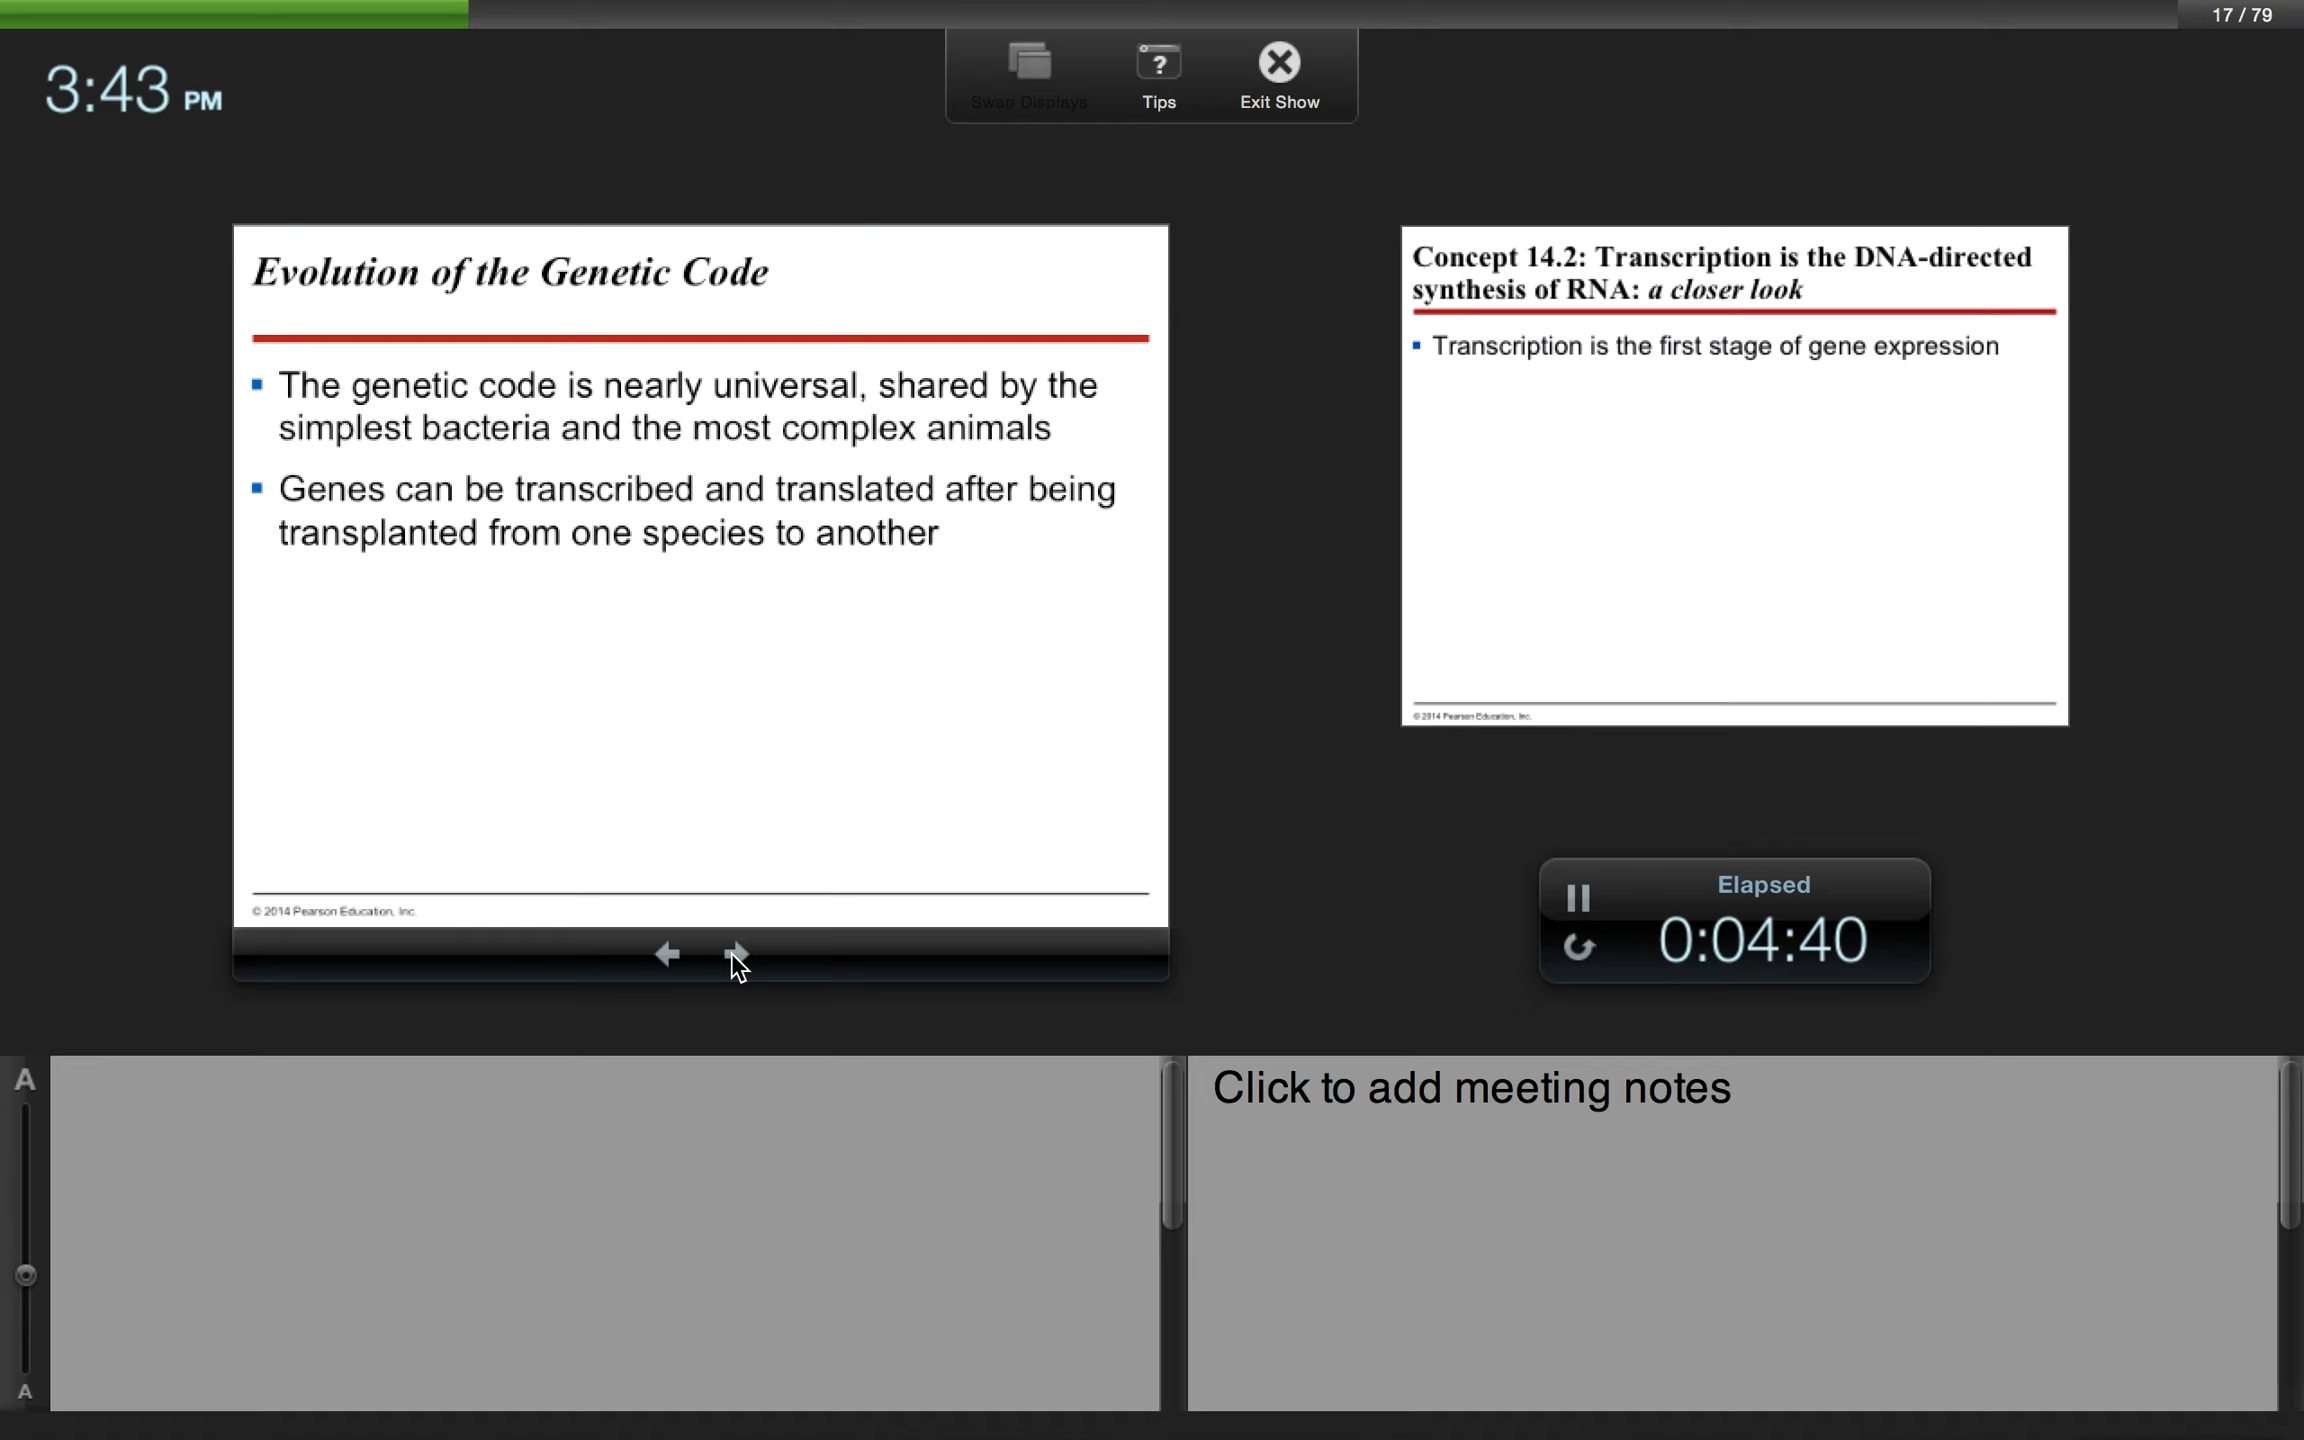 17 / 79
3:43 PM
Swap Displays
Tips
Exit Show
Evolution of the Genetic Code
The genetic code is nearly universal, shared by the
simplest bacteria and the most complex animals
Genes can be transcribed and translated after being
transplanted from one species to another
© 2014 Pearson Education, Inc.
Concept 14.2: Transcription is the DNA-directed
synthesis of RNA: a closer look
Transcription is the first stage of gene expression
© 2014 Pearson Education, Inc.
Elapsed
0:04:40
A
A
Click to add meeting notes